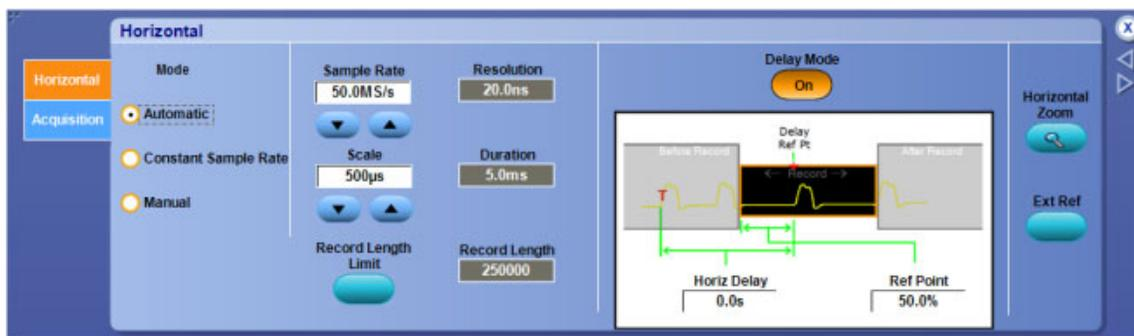 Horizontal
X
Horizontal
Acquisition
Mode
Automatic
Constant Sample Rate
Manual
Sample Rate
50.0MS/s
Scale
500µs
Record Length
Limit
Resolution
20.0ns
Duration
5.0ms
Record Length
250000
Delay Mode
On
Delay
Ref Pt
Before Record
Record
After Record
T
Horiz Delay
0.0s
Ref Point
50.0%
Horizontal
Zoom
Ext Ref